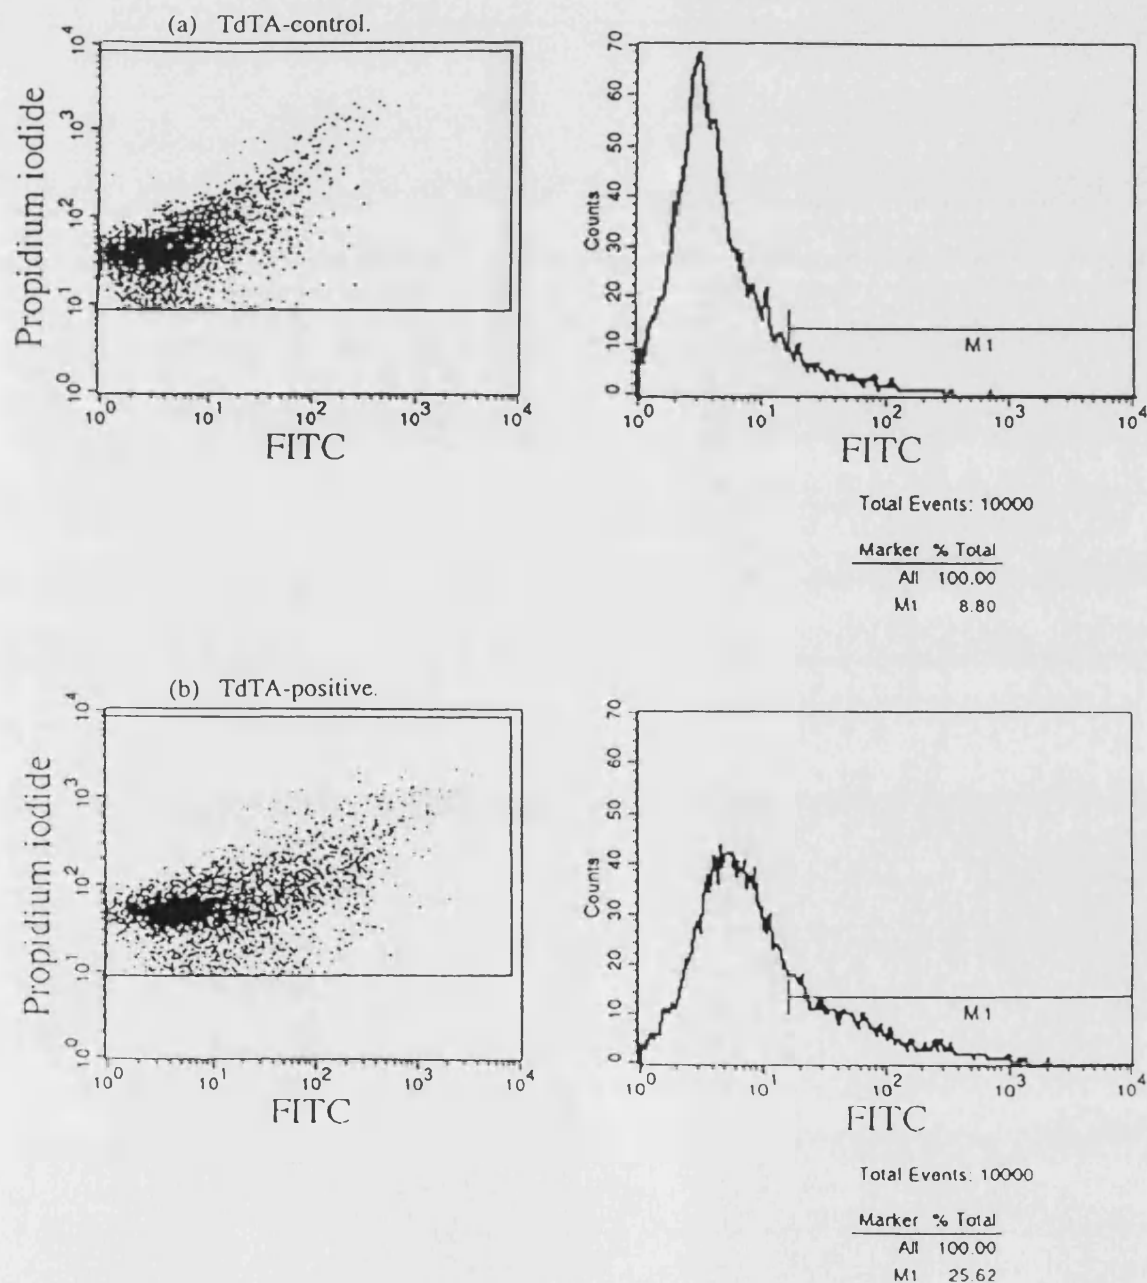 (a) TdTA-control.
Propidium iodide
10^4
10^3
10^2
10^1
10^0
10^0 10^1 10^2 10^3 10^4
FITC
Counts
70
60
50
40
30
20
10
0
M1
10^0 10^1 10^2 10^3 10^4
FITC
Total Events: 10000
Marker % Total
All 100.00
M1 8.80
(b) TdTA-positive.
Propidium iodide
10^4
10^3
10^2
10^1
10^0
10^0 10^1 10^2 10^3 10^4
FITC
Counts
70
60
50
40
30
20
10
0
M1
10^0 10^1 10^2 10^3 10^4
FITC
Total Events: 10000
Marker % Total
All 100.00
M1 25.62